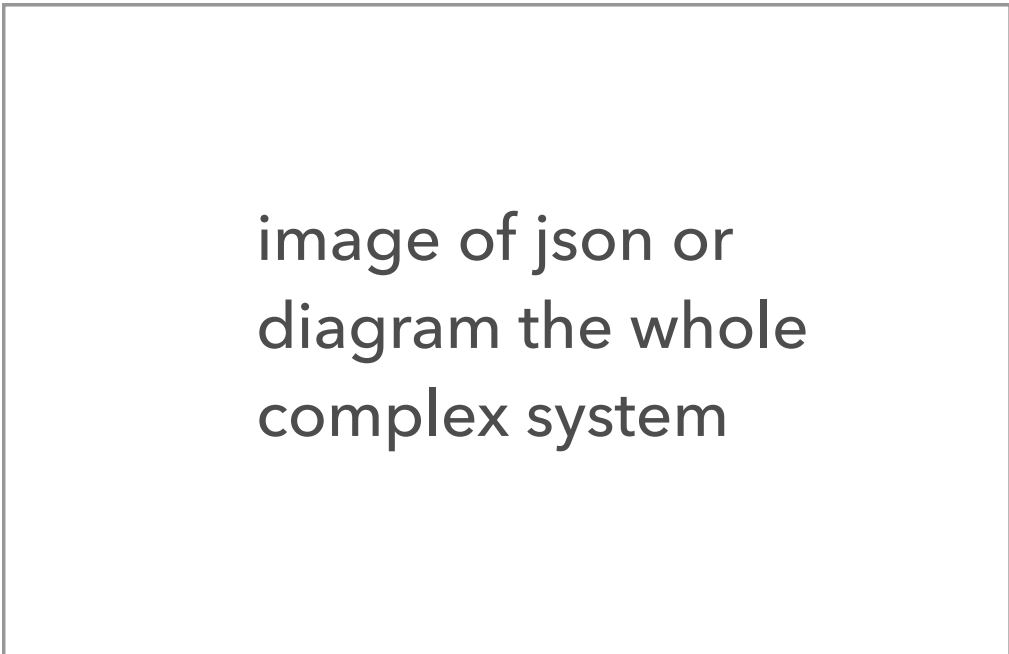 image of json or
diagram the whole
complex system